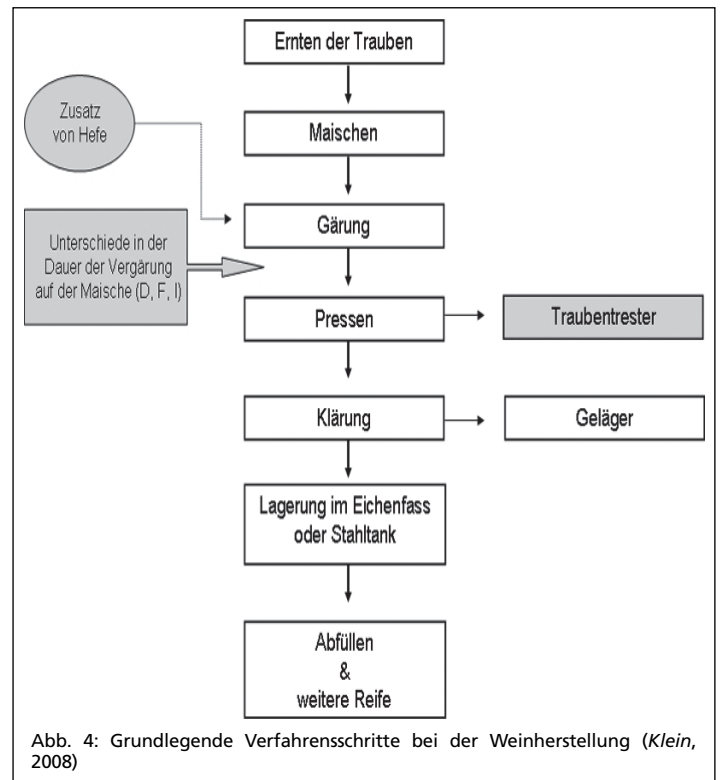 Ernten der Trauben
Zusatz
von Hefe
Maischen
Gärung
Unterschiede in der
Dauer der Vergärung
auf der Maische (D, F, I)
Pressen
Traubentrester
Klärung
Geläger
Lagerung im Eichenfass
oder Stahltank
Abfüllen
&
weitere Reife
Abb. 4: Grundlegende Verfahrensschritte bei der Weinherstellung (Klein,
2008)